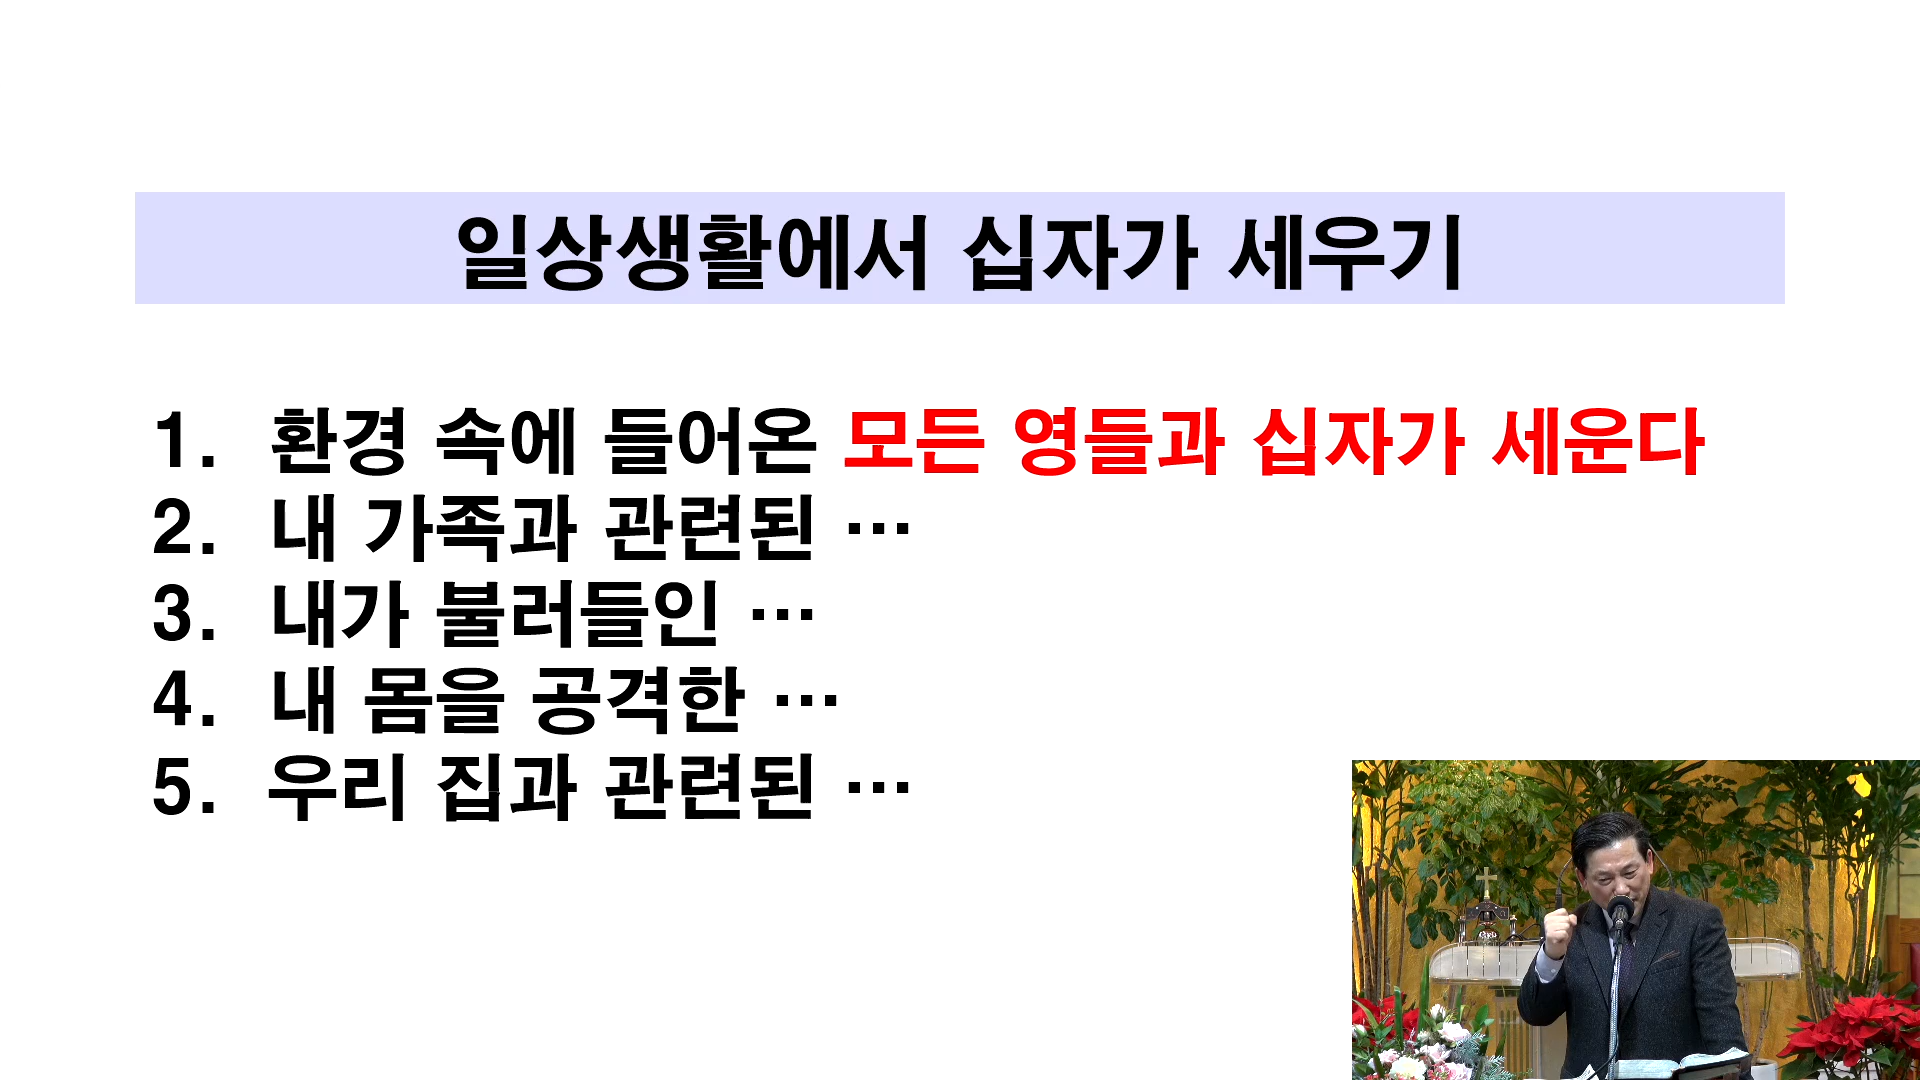 일상생활에서 십자가 세우기
1. 환경 속에 들어온 모든 영들과 십자가 세운다
2. 내 가족과 관련된 …
3. 내가 불러들인 …
4. 내 몸을 공격한 …
5. 우리 집과 관련된 …